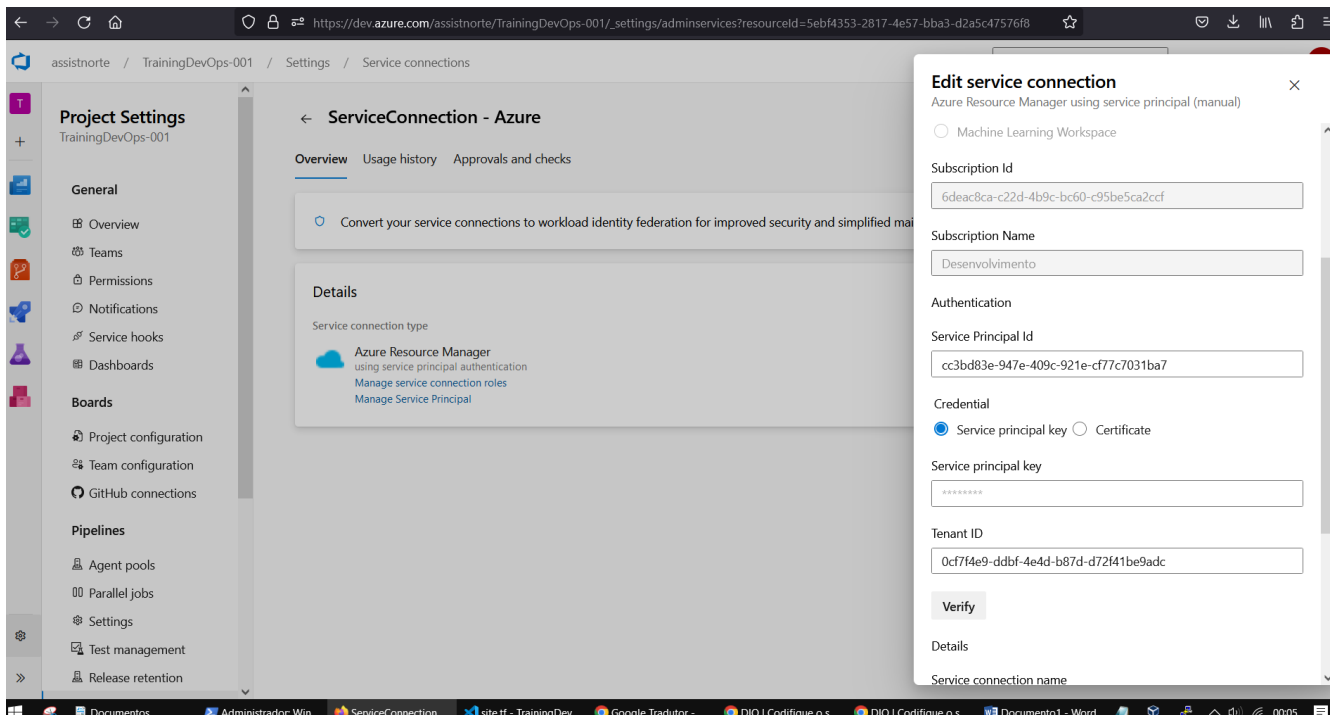 https://dev.azure.com/assistnorte/TrainingDevOps-001/_settings/adminservices?resourceId=5ebf4353-2817-4e57-bba3-d2a5c47576f8
assistnorte / TrainingDevOps-001 / Settings / Service connections
T
Project Settings
TrainingDevOps-001
General
Overview
Teams
Permissions
Notifications
Service hooks
Dashboards
Boards
Project configuration
Team configuration
GitHub connections
Pipelines
Agent pools
Parallel jobs
Settings
Test management
Release retention
ServiceConnection - Azure
Overview Usage history Approvals and checks
Convert your service connections to workload identity federation for improved security and simplified mai
Details
Service connection type
Azure Resource Manager
using service principal authentication
Manage service connection roles
Manage Service Principal
Edit service connection
Azure Resource Manager using service principal (manual)
Machine Learning Workspace
Subscription Id
6deac8ca-c22d-4b9c-bc60-c95be5ca2ccf
Subscription Name
Desenvolvimento
Authentication
Service Principal Id
cc3bd83e-947e-409c-921e-cf77c7031ba7
Credential
Service principal key Certificate
Service principal key
********
Tenant ID
0cf7f4e9-ddbf-4e4d-b87d-d72f41be9adc
Verify
Details
Service connection name
Documentos Administrador: Win ServiceConnection site.tf - TrainingDev Google Tradutor - DIO | Codifique o s DIO | Codifique o s Documento1 - Word 00:05